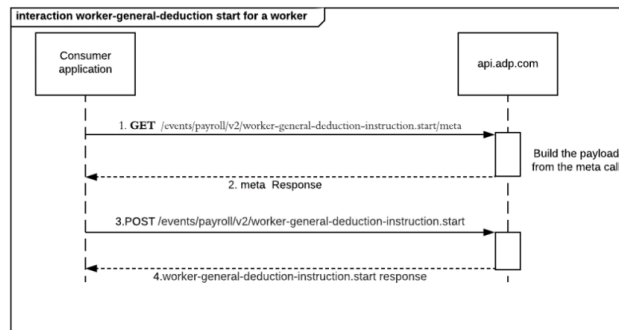 interaction worker-general-deduction start for a worker
Consumer
application
api.adp.com
1. GET /events/payroll/v2/worker-general-deduction-instruction.start/meta
Build the payload
from the meta call
2. meta Response
3.POST /events/payroll/v2/worker-general-deduction-instruction.start
4.worker-general-deduction-instruction.start response